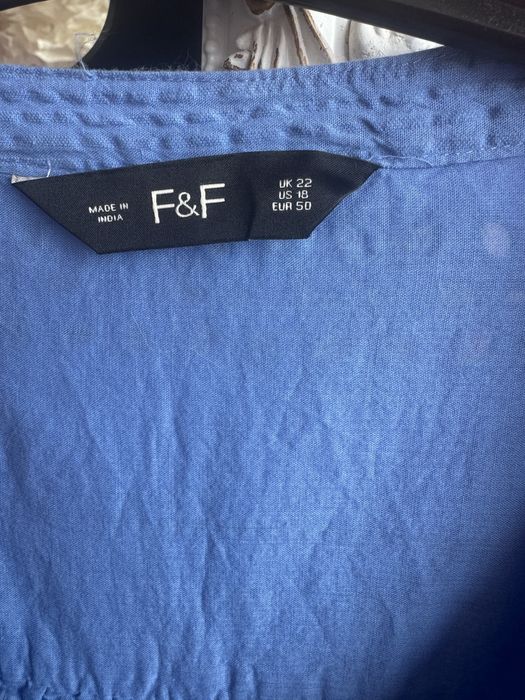 MADE IN
INDIA
F&F
UK 22
US 18
EUR 50